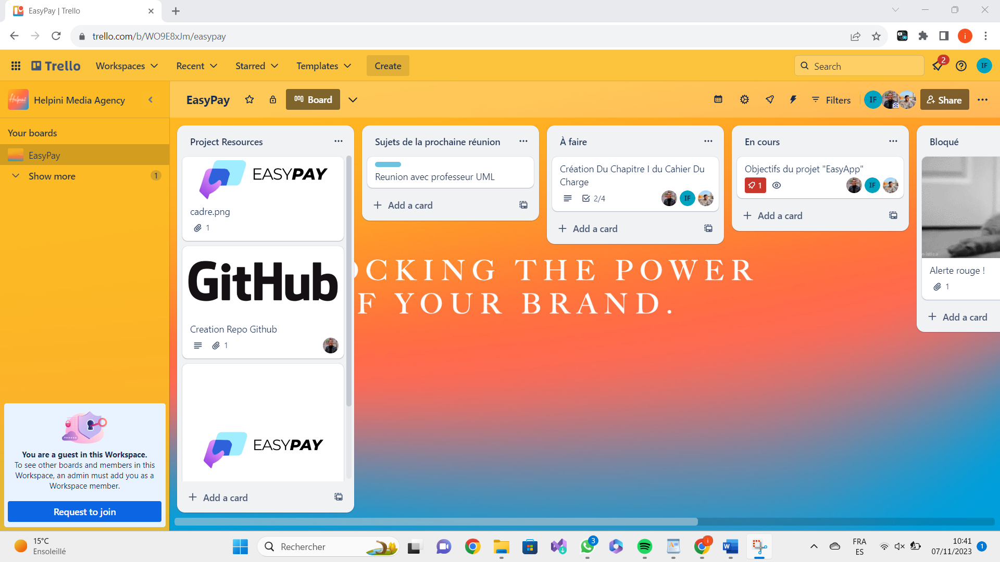 EasyPay | Trello
trello.com/b/WO9E8xJm/easypay
i
Trello
Workspaces
Recent
Starred
Templates
Create
Search
2
IF
Helpini
Helpini Media Agency
EasyPay
Board
Filters
IF
Share
Your boards
EasyPay
Show more
1
Project Resources
EASYPAY
cadre.png
1
GitHub
Creation Repo Github
1
EASYPAY
Add a card
Sujets de la prochaine réunion
Reunion avec professeur UML
Add a card
À faire
Création Du Chapitre I du Cahier Du
Charge
2/4
IF
Add a card
En cours
Objectifs du projet "EasyApp"
1
IF
Add a card
Bloqué
Alerte rouge !
1
Add a card
OCKING THE POWER
F YOUR BRAND.
You are a guest in this Workspace.
To see other boards and members in this
Workspace, an admin must add you as a
Workspace member.
Request to join
15°C
Ensoleillé
Rechercher
3
i
FRA
ES
10:41
07/11/2023
1